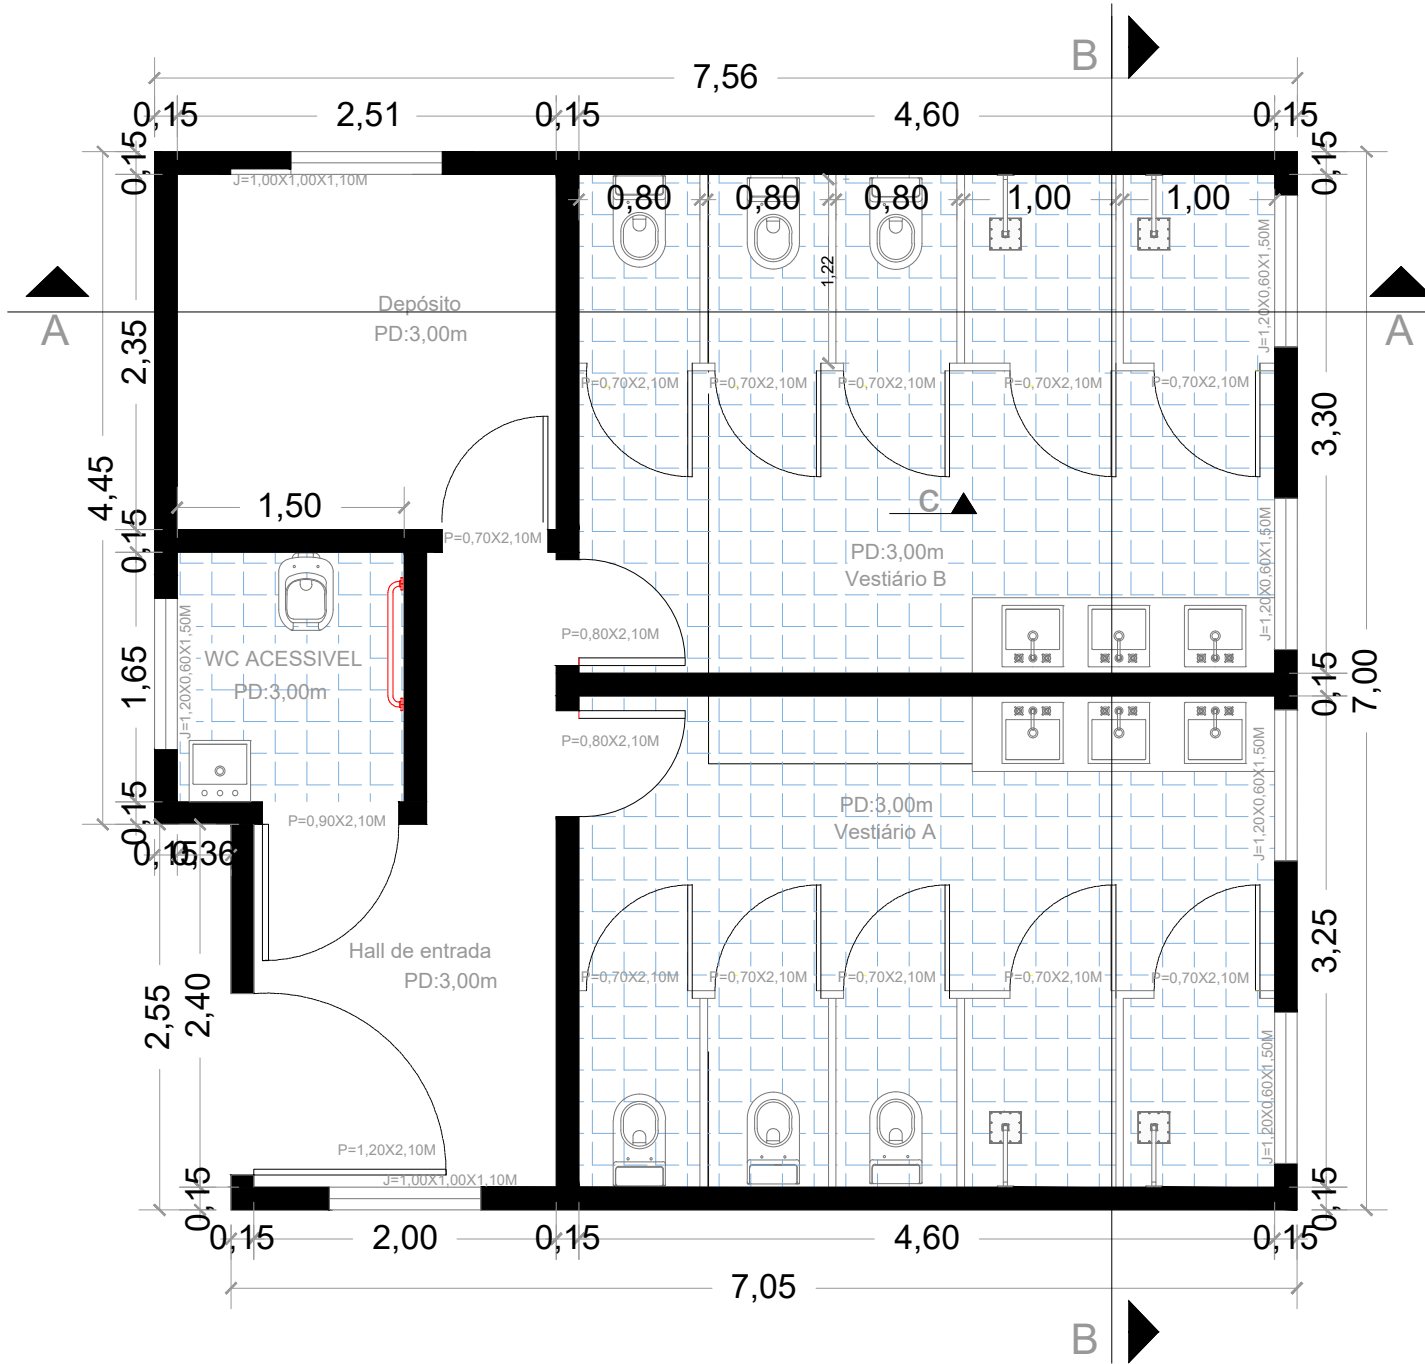 B
7,56
0,15
2,51
0,15
4,60
0,15
0,15
J=1,00X1,00X1,10M
0,80
0,80
0,80
1,00
1,00
0,15
1,22
J=1,20X0,60X1,50M
Depósito
PD:3,00m
A
A
2,35
P=0,70X2,10M
P=0,70X2,10M
P=0,70X2,10M
P=0,70X2,10M
P=0,70X2,10M
3,30
4,45
1,50
C
0,15
P=0,70X2,10M
PD:3,00m
Vestiário B
J=1,20X0,60X1,50M
J=1,20X0,60X1,50M
P=0,80X2,10M
WC ACESSIVEL
PD:3,00m
1,65
0,15
7,00
P=0,80X2,10M
J=1,20X0,60X1,50M
0,15
P=0,90X2,10M
PD:3,00m
Vestiário A
0,15
0,36
Hall de entrada
PD:3,00m
2,55
2,40
P=0,70X2,10M
P=0,70X2,10M
P=0,70X2,10M
P=0,70X2,10M
P=0,70X2,10M
3,25
J=1,20X0,60X1,50M
P=1,20X2,10M
J=1,00X1,00X1,10M
0,15
0,15
0,15
2,00
0,15
4,60
0,15
7,05
B